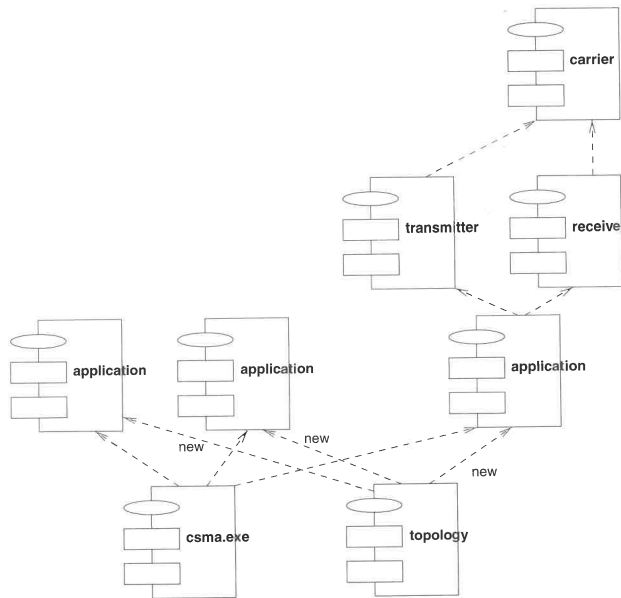 carrier
transmitter
receive
application
application
application
new
new
new
csma.exe
topology